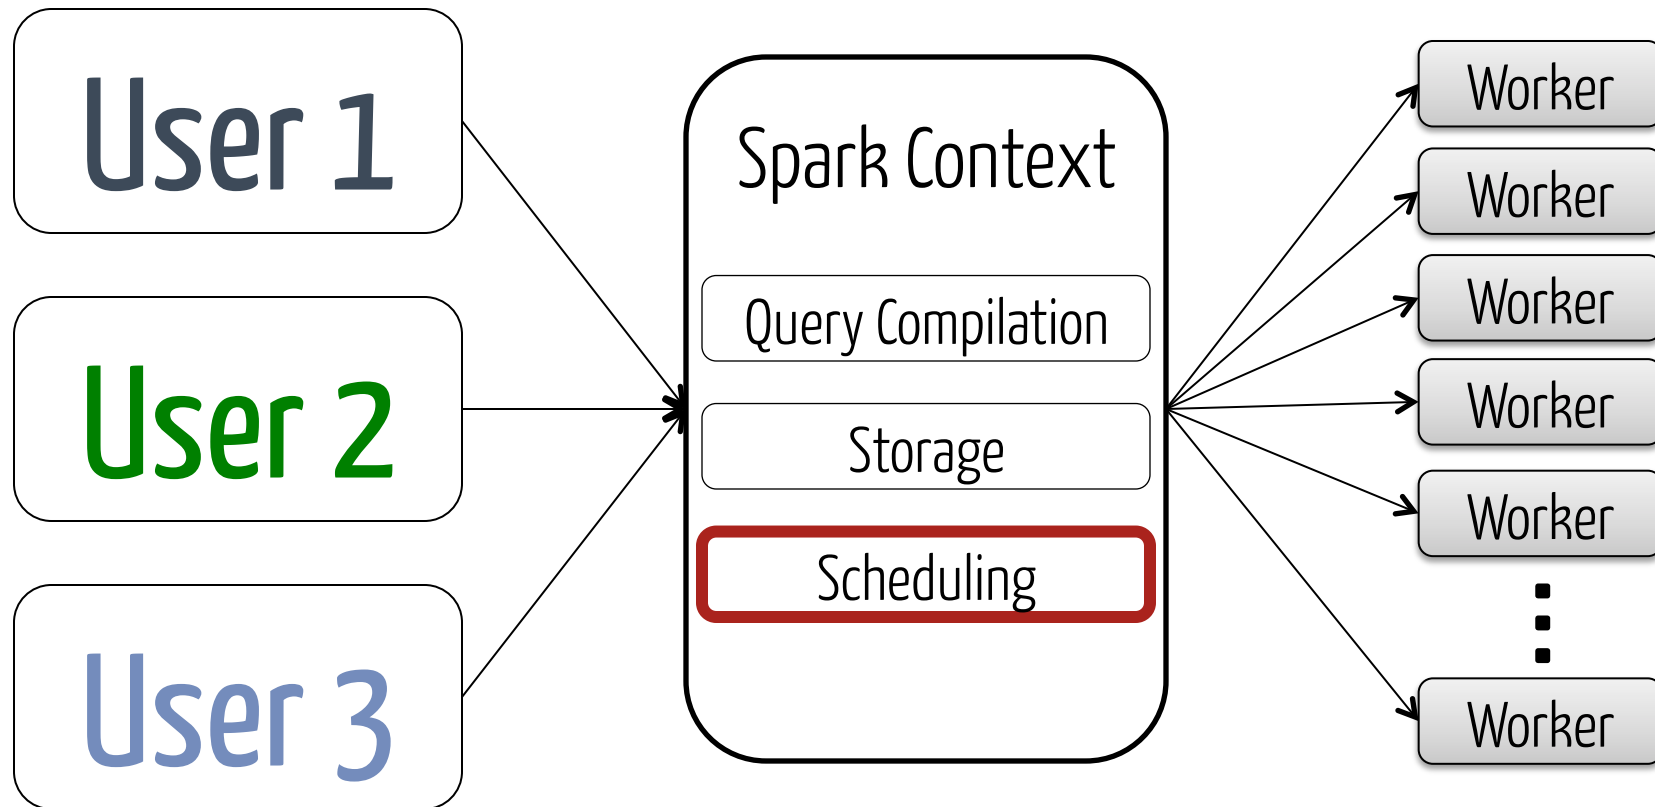 User 1
User 2
User 3
Spark Context
Query Compilation
Storage
Scheduling
Worker
Worker
Worker
Worker
Worker
Worker